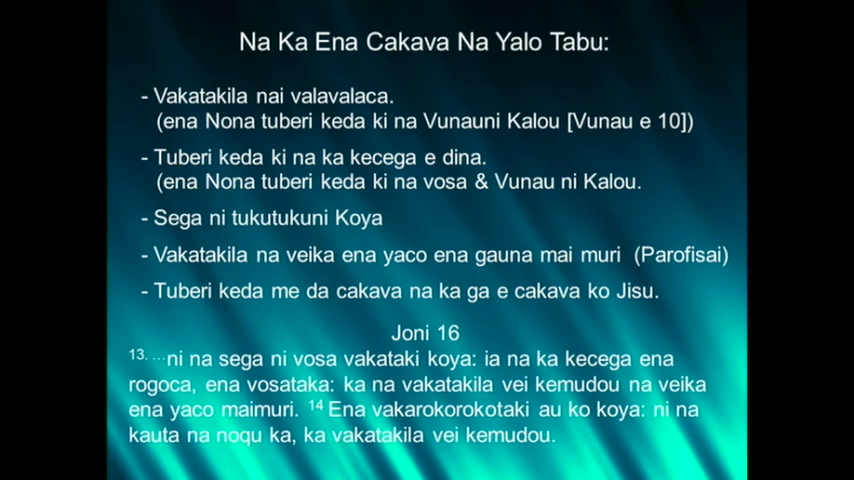 Na Ka Ena Cakava Na Yalo Tabu:
- Vakatakila nai valavalaca.
(ena Nona tuberi keda ki na Vunauni Kalou [Vunau e 10])
- Tuberi keda ki na ka kecega e dina.
(ena Nona tuberi keda ki na vosa & Vunau ni Kalou.
- Sega ni tukutukuni Koya
- Vakatakila na veika ena yaco ena gauna mai muri (Parofisai)
- Tuberi keda me da cakava na ka ga e cakava ko Jisu.
Joni 16
13. ...ni na sega ni vosa vakataki koya: ia na ka kecega ena
rogoca, ena vosataka: ka na vakatakila vei kemudou na veika
ena yaco maimuri. 14 Ena vakarokorokotaki au ko koya: ni na
kauta na noqu ka, ka vakatakila vei kemudou.